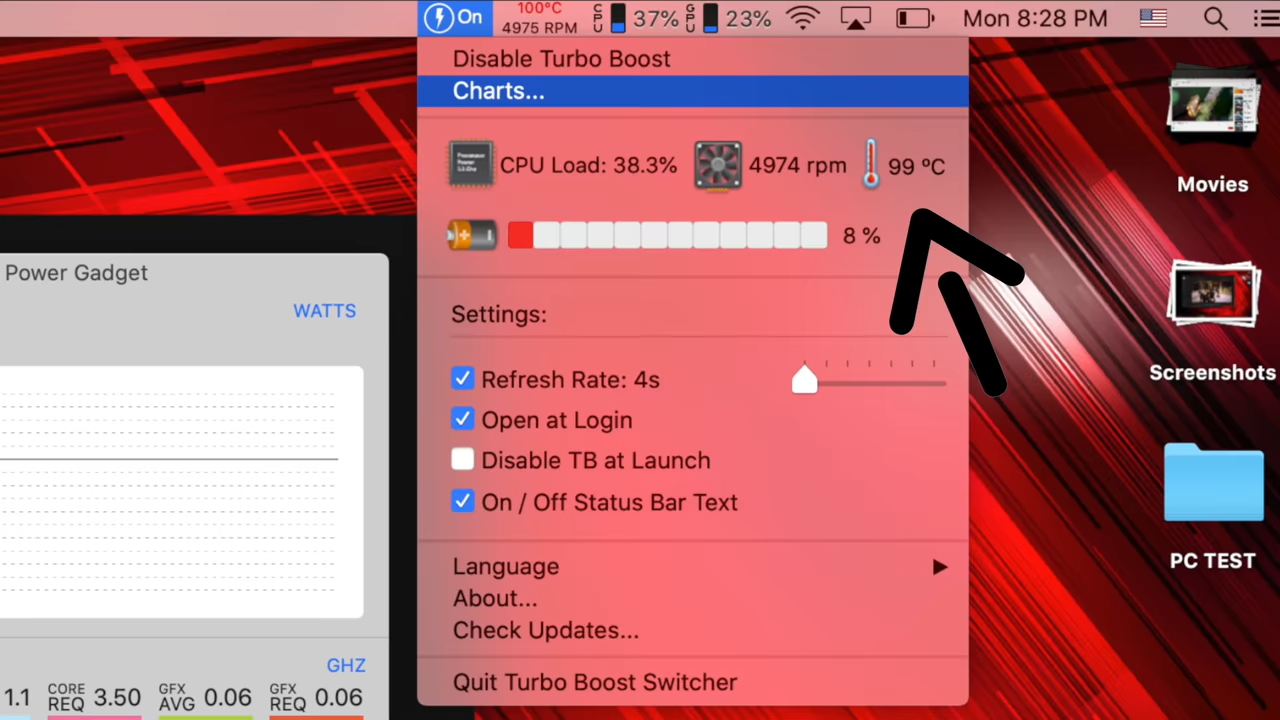 On
100°C
4975 RPM
CPU
37%
GPU
23%
Mon 8:28 PM
Disable Turbo Boost
Charts...
CPU Load: 38.3%
4974 rpm
99 ºC
8 %
Settings:
Refresh Rate: 4s
Open at Login
Disable TB at Launch
On / Off Status Bar Text
Language
About...
Check Updates...
Quit Turbo Boost Switcher
Power Gadget
WATTS
GHZ
1.1
CORE REQ 3.50
GFX AVG 0.06
GFX REQ 0.06
Movies
Screenshots
PC TEST